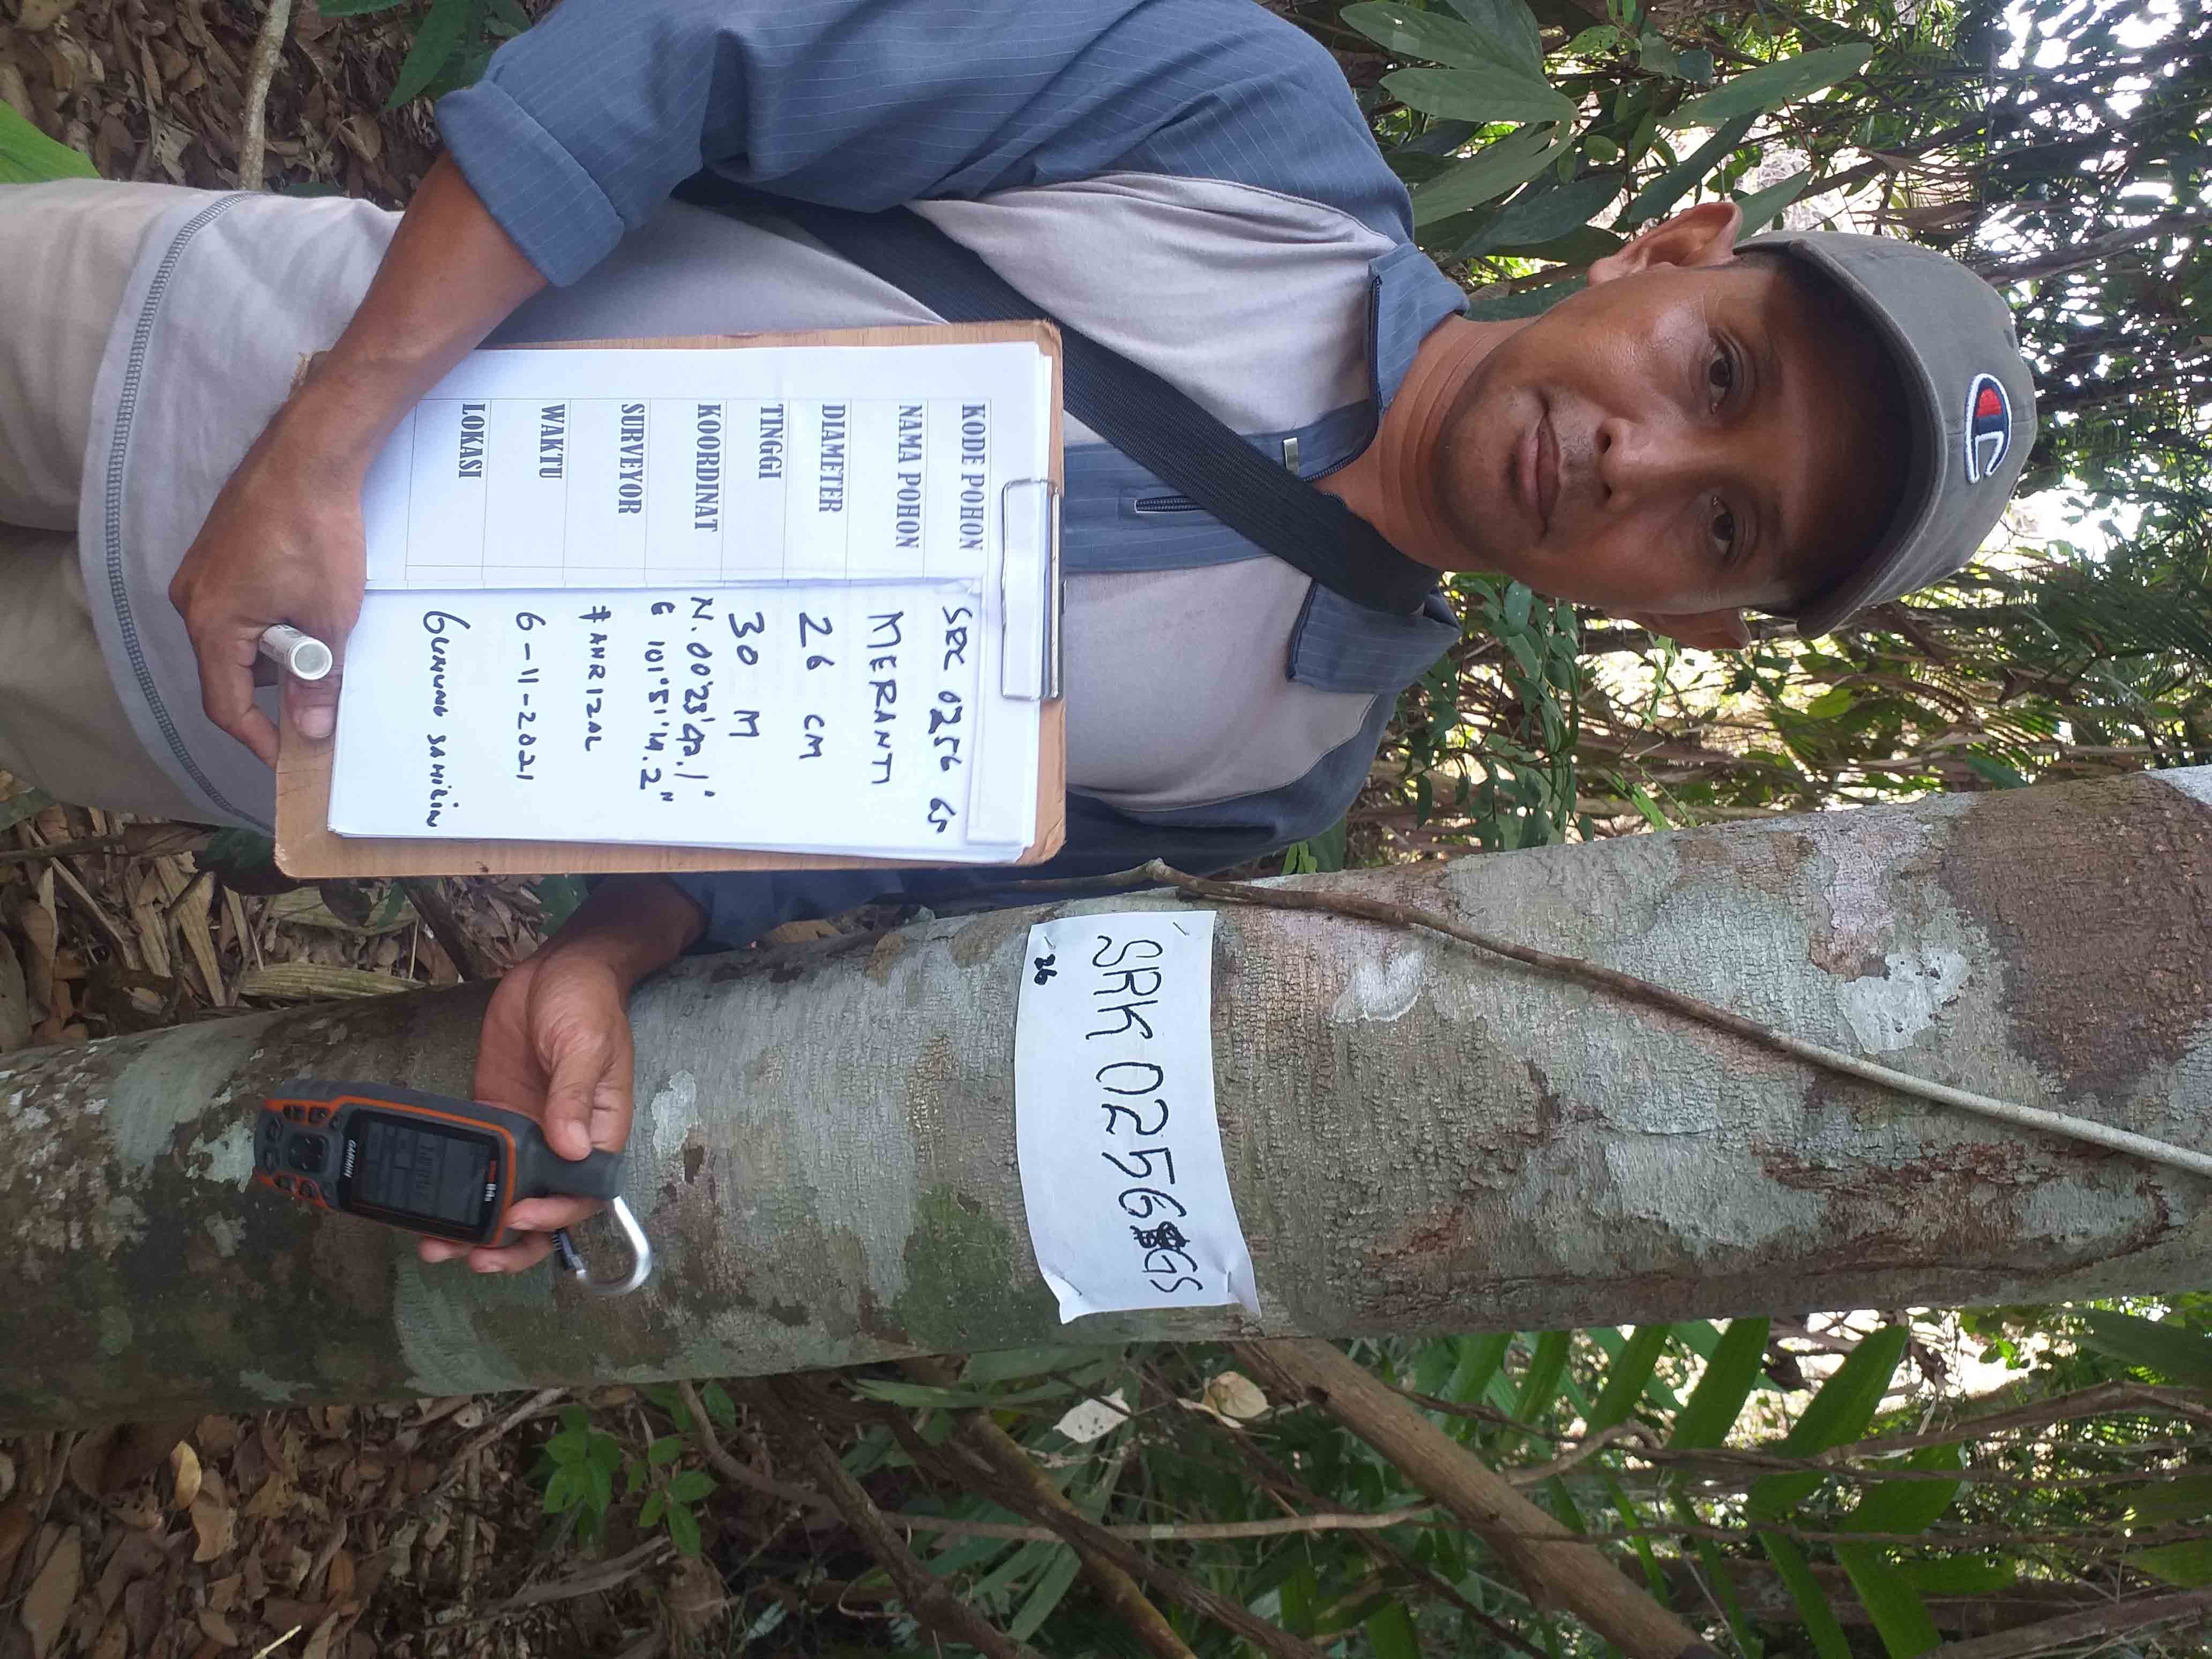 SRK 0256 GS
26
KODE POHON SRK 0256 GS
NAMA POHON MERANTI
DIAMETER 26 CM
TINGGI 30 M
KOORDINAT N. 00°23'42.1"
E 101°51'14.2"
SURVEYOR FAHRIZAL
WAKTU 6-11-2021
LOKASI GUNUNG SAHILIN
GARMIN